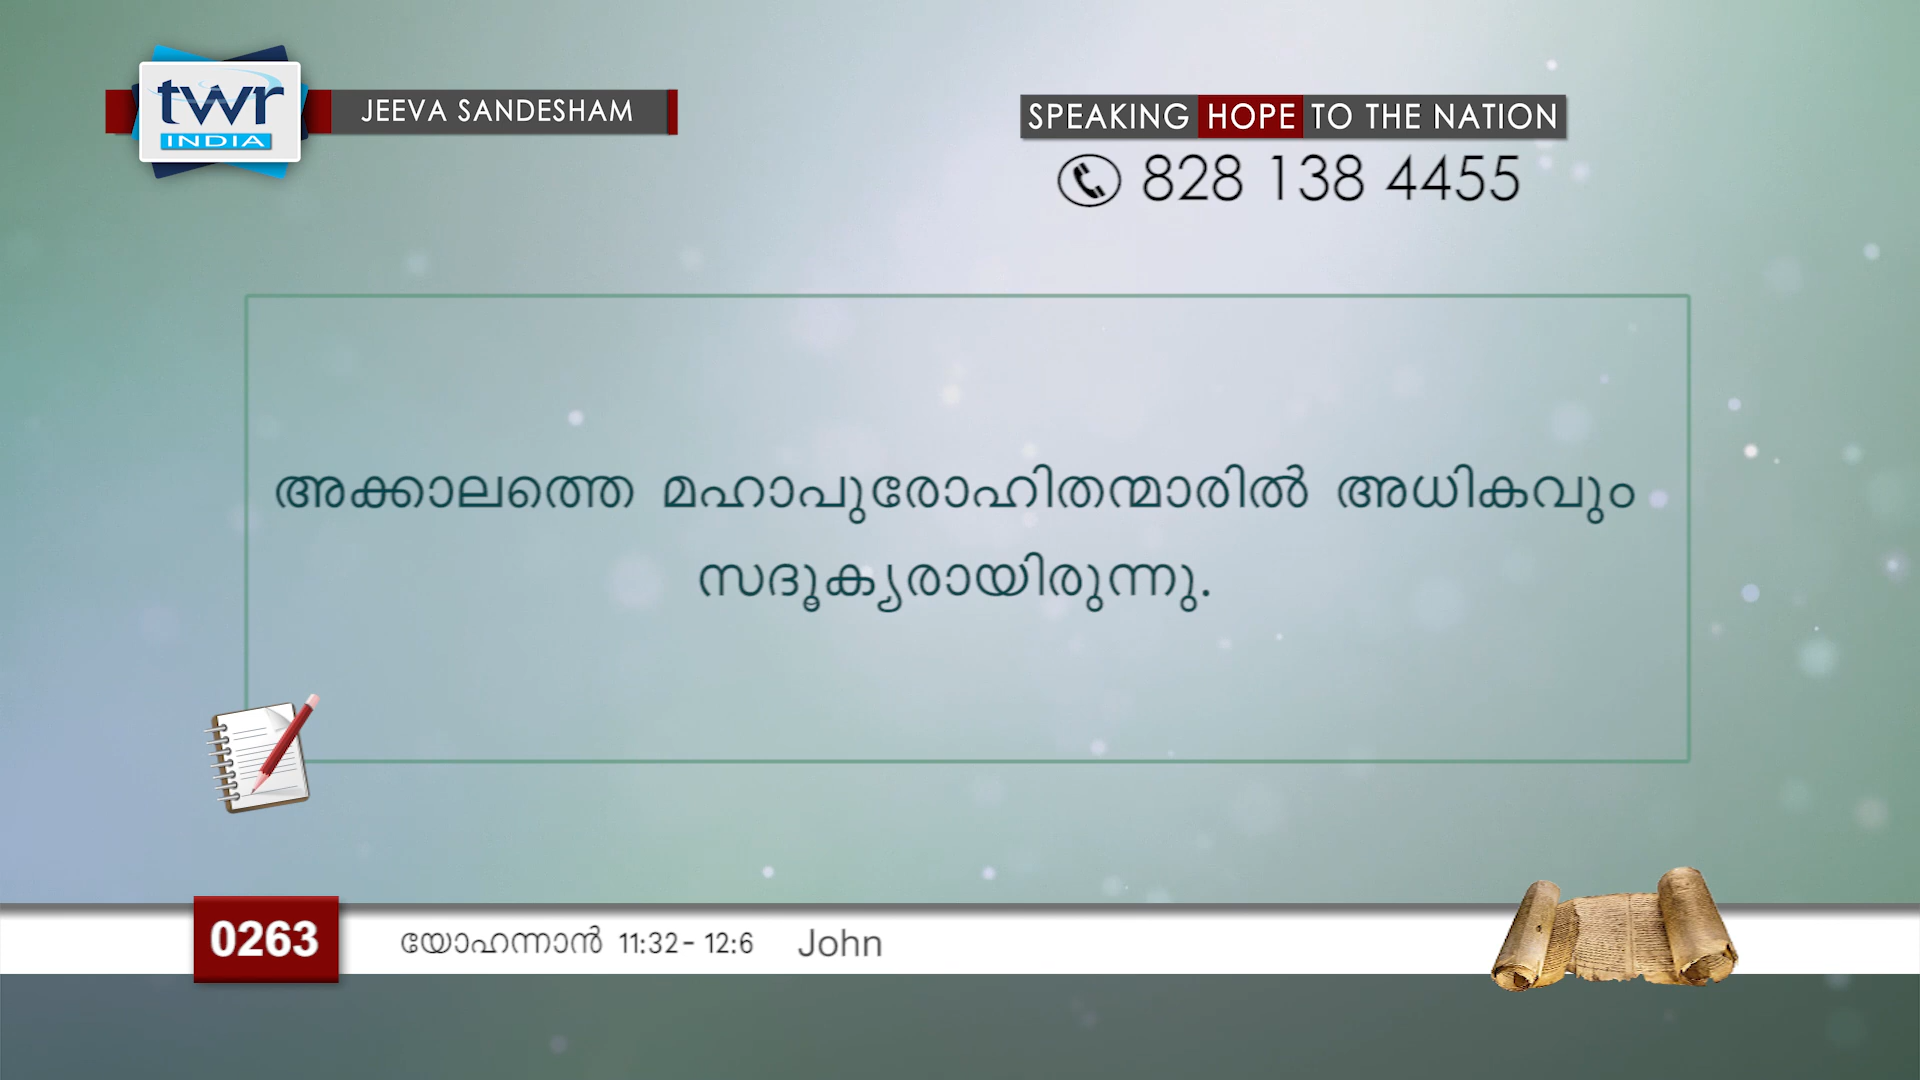 twr
INDIA
JEEVA SANDESHAM
SPEAKING HOPE TO THE NATION
828 138 4455
അക്കാലത്തെ മഹാപുരോഹിതന്മാരിൽ അധികവും
സദൂക്യരായിരുന്നു.
0263 യോഹന്നാൻ 11:32- 12:6 John